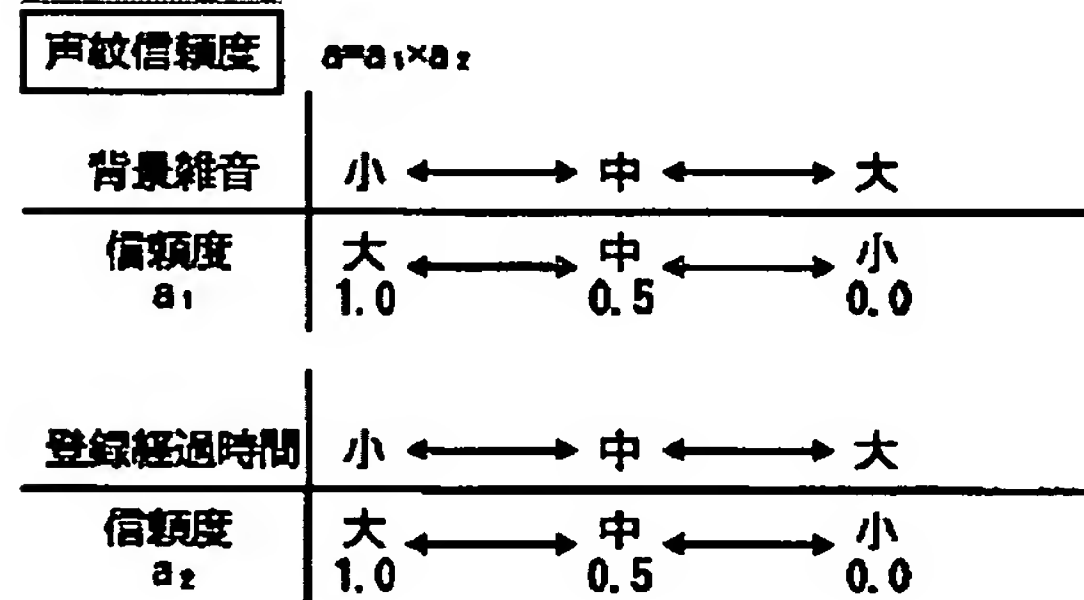 声紋信頼度 a=a₁×a₂
背景雑音 小 ↔ 中 ↔ 大
信頼度 大 ↔ 中 ↔ 小
a₁ 1.0 0.5 0.0
登録経過時間 小 ↔ 中 ↔ 大
信頼度 大 ↔ 中 ↔ 小
a₂ 1.0 0.5 0.0